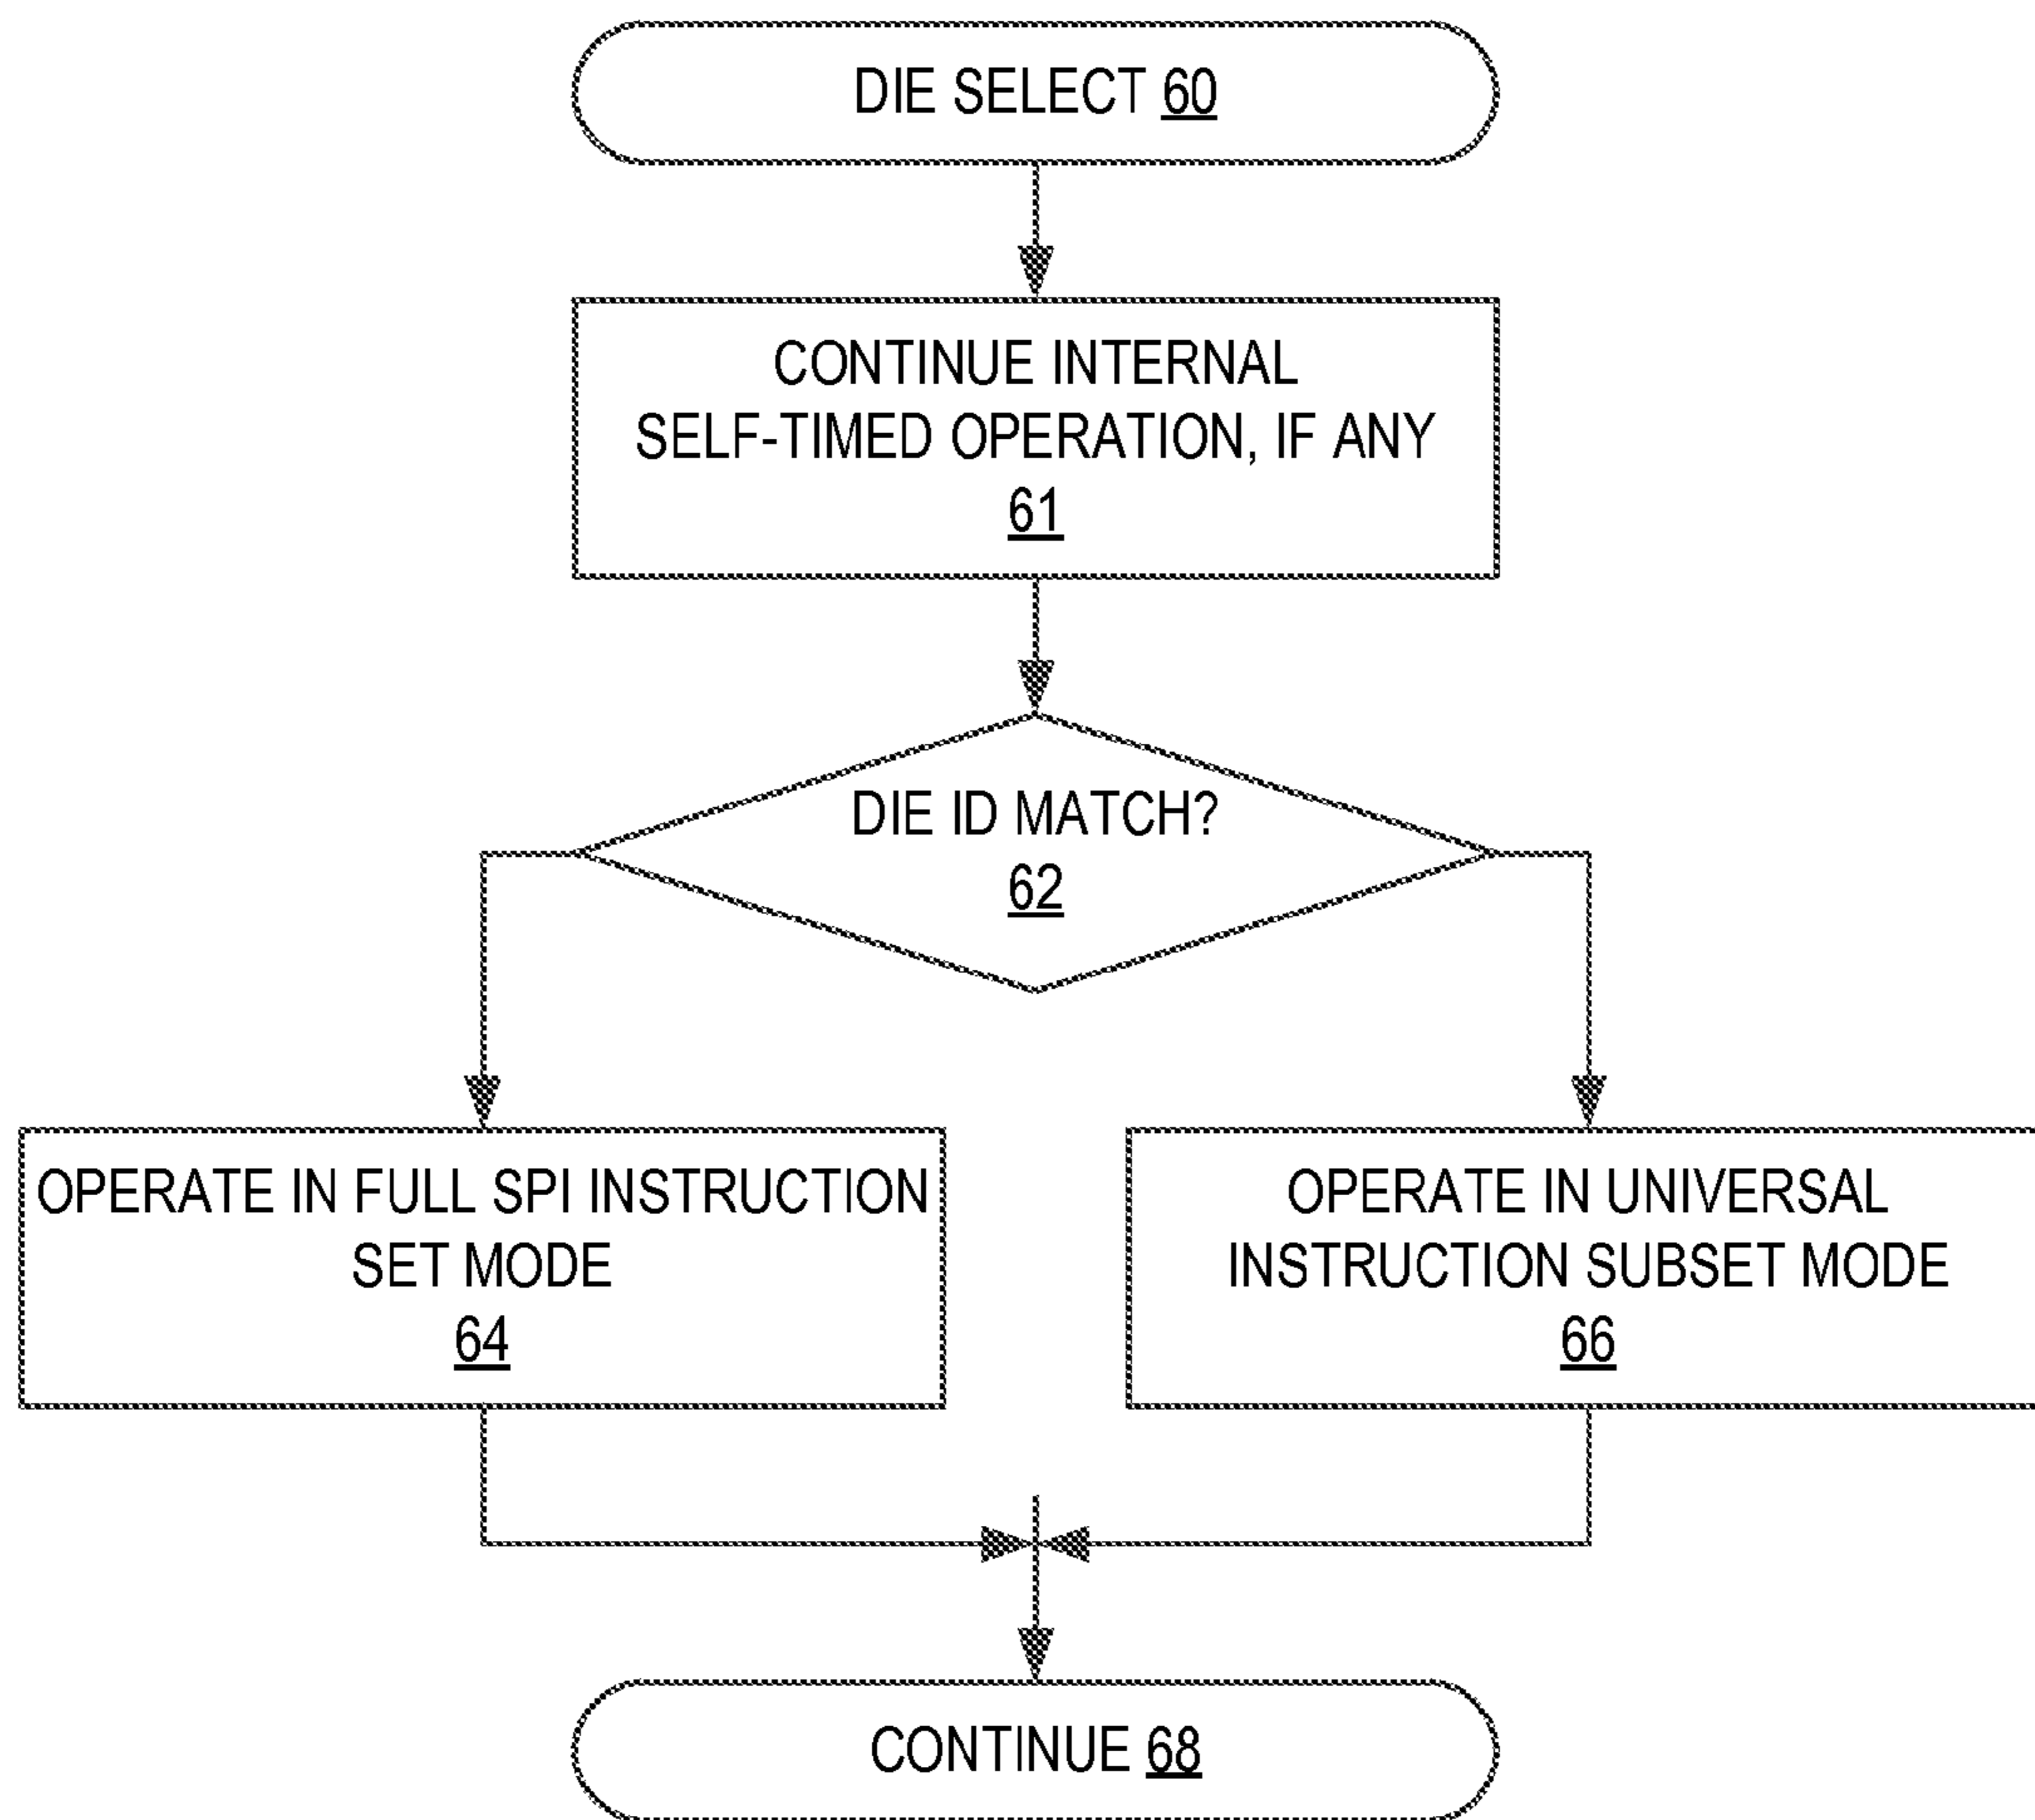 DIE SELECT 60
CONTINUE INTERNAL
SELF-TIMED OPERATION, IF ANY
61
DIE ID MATCH?
62
OPERATE IN FULL SPI INSTRUCTION
SET MODE
64
OPERATE IN UNIVERSAL
INSTRUCTION SUBSET MODE
66
CONTINUE 68